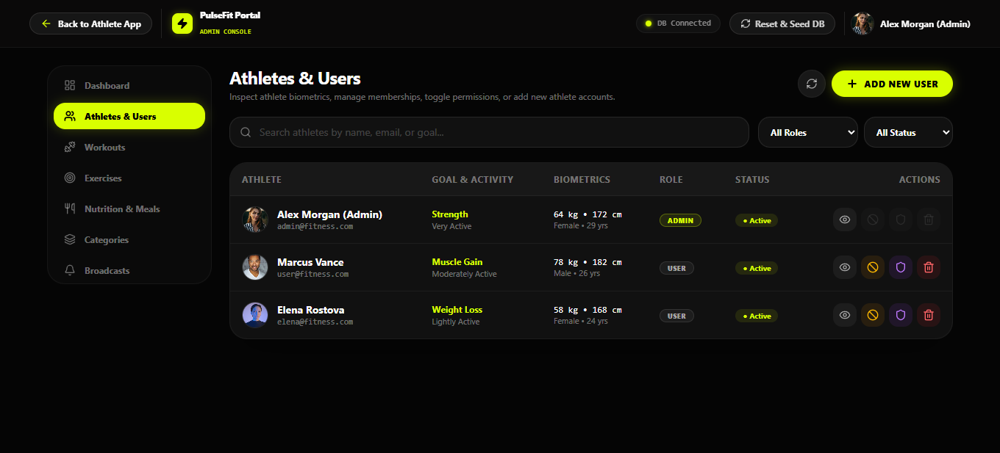 Back to Athlete App
PulseFit Portal
ADMIN CONSOLE
DB Connected
Reset & Seed DB
Alex Morgan (Admin)
Dashboard
Athletes & Users
Workouts
Exercises
Nutrition & Meals
Categories
Broadcasts
Athletes & Users
Inspect athlete biometrics, manage memberships, toggle permissions, or add new athlete accounts.
ADD NEW USER
Search athletes by name, email, or goal...
All Roles
All Status
ATHLETE GOAL & ACTIVITY BIOMETRICS ROLE STATUS ACTIONS
Alex Morgan (Admin) Strength 64 kg • 172 cm ADMIN • Active
admin@fitness.com Very Active Female • 29 yrs
Marcus Vance Muscle Gain 78 kg • 182 cm USER • Active
user@fitness.com Moderately Active Male • 26 yrs
Elena Rostova Weight Loss 58 kg • 168 cm USER • Active
elena@fitness.com Lightly Active Female • 24 yrs